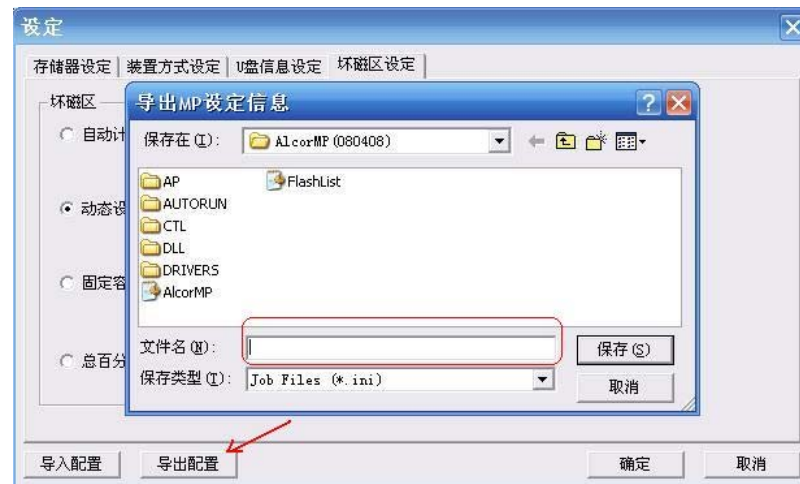 设定
存储器设定
装置方式设定
U盘信息设定
坏磁区设定
坏磁区
自动计
动态设
固定容
总百分
导出MP设定信息
保存在(I):
AlcorMP(080408)
AP
AUTORUN
CTL
DLL
DRIVERS
AlcorMP
FlashList
文件名(N):
保存(S)
保存类型(T):
Job Files (*.ini)
取消
导入配置
导出配置
确定
取消